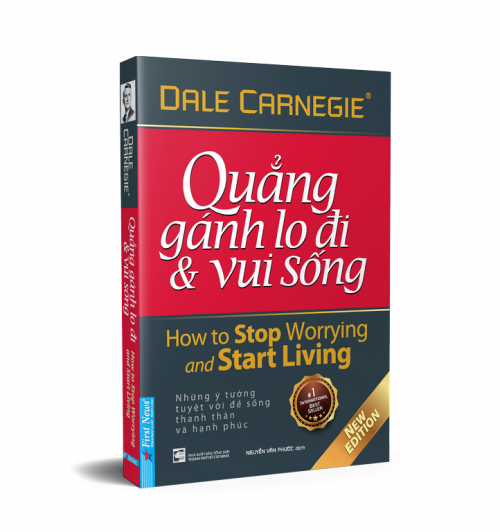 DALE CARNEGIE®
Quẳng
gánh lo đi
& vui sống
How to Stop Worrying
and Start Living
Những ý tưởng
tuyệt vời để sống
thanh thản
và hạnh phúc
#1
INTERNATIONAL
BEST
SELLER
NEW
EDITION
NGUYỄN VĂN PHƯỚC dịch
DALE
CARNEGIE®
Quẳng gánh lo đi
& vui sống
How to Stop Worrying
and Start Living
First News